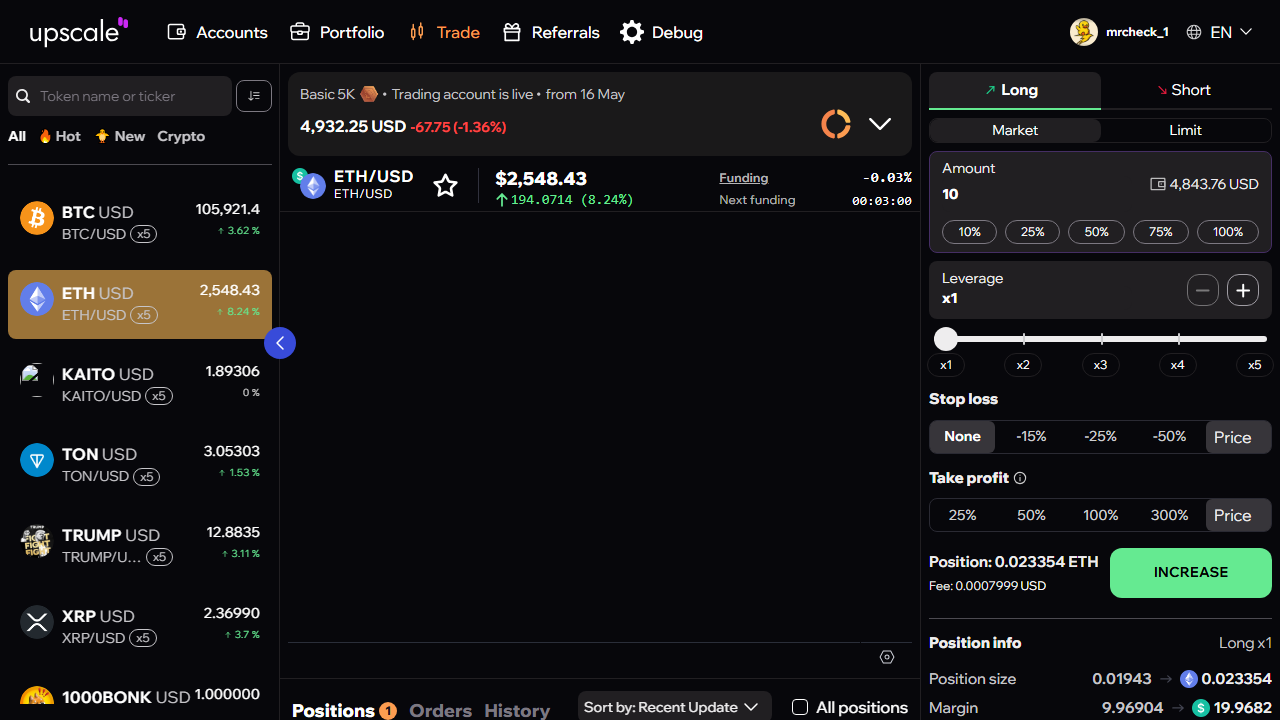 upscale
Accounts
Portfolio
Trade
Referrals
Debug
mrcheck_1
EN
Token name or ticker
All
Hot
New
Crypto
BTC USD
BTC/USD x5
105,921.4
↑ 3.62 %
ETH USD
ETH/USD x5
2,548.43
↑ 8.24 %
KAITO USD
KAITO/USD x5
1.89306
0 %
TON USD
TON/USD x5
3.05303
↑ 1.53 %
TRUMP USD
TRUMP/U... x5
12.8835
↑ 3.11 %
XRP USD
XRP/USD x5
2.36990
↑ 3.7 %
1000BONK USD 1.000000
Basic 5K • Trading account is live • from 16 May
4,932.25 USD -67.75 (-1.36%)
ETH/USD
ETH/USD
$2,548.43
↑194.0714 (8.24%)
Funding -0.03%
Next funding 00:03:00
Positions 1
Orders
History
Sort by: Recent Update
All positions
Long
Short
Market
Limit
Amount
10
4,843.76 USD
10% 25% 50% 75% 100%
Leverage
x1
x1 x2 x3 x4 x5
Stop loss
None -15% -25% -50% Price
Take profit
25% 50% 100% 300% Price
Position: 0.023354 ETH
Fee: 0.0007999 USD
INCREASE
Position info Long x1
Position size 0.01943 → 0.023354
Margin 9.96904 → 19.9682